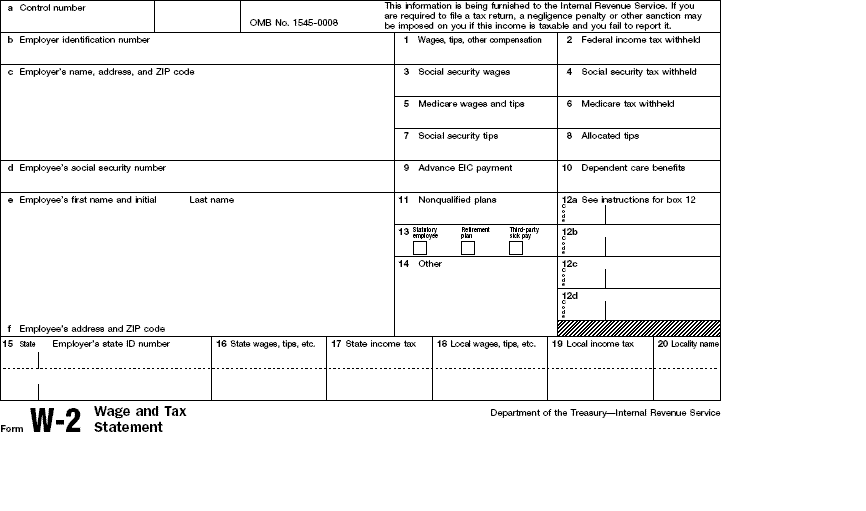 a Control number
OMB No. 1545-0008
This information is being furnished to the Internal Revenue Service. If you
are required to file a tax return, a negligence penalty or other sanction may
be imposed on you if this income is taxable and you fail to report it.
b Employer identification number
1 Wages, tips, other compensation
2 Federal income tax withheld
c Employer's name, address, and ZIP code
3 Social security wages
4 Social security tax withheld
5 Medicare wages and tips
6 Medicare tax withheld
7 Social security tips
8 Allocated tips
d Employee's social security number
9 Advance EIC payment
10 Dependent care benefits
e Employee's first name and initial
Last name
11 Nonqualified plans
12a See instructions for box 12
Code
13 Statutory employee
Retirement plan
Third-party sick pay
12b
Code
14 Other
12c
Code
12d
Code
f Employee's address and ZIP code
15 State
Employer's state ID number
16 State wages, tips, etc.
17 State income tax
18 Local wages, tips, etc.
19 Local income tax
20 Locality name
Form W-2
Wage and Tax
Statement
Department of the Treasury—Internal Revenue Service